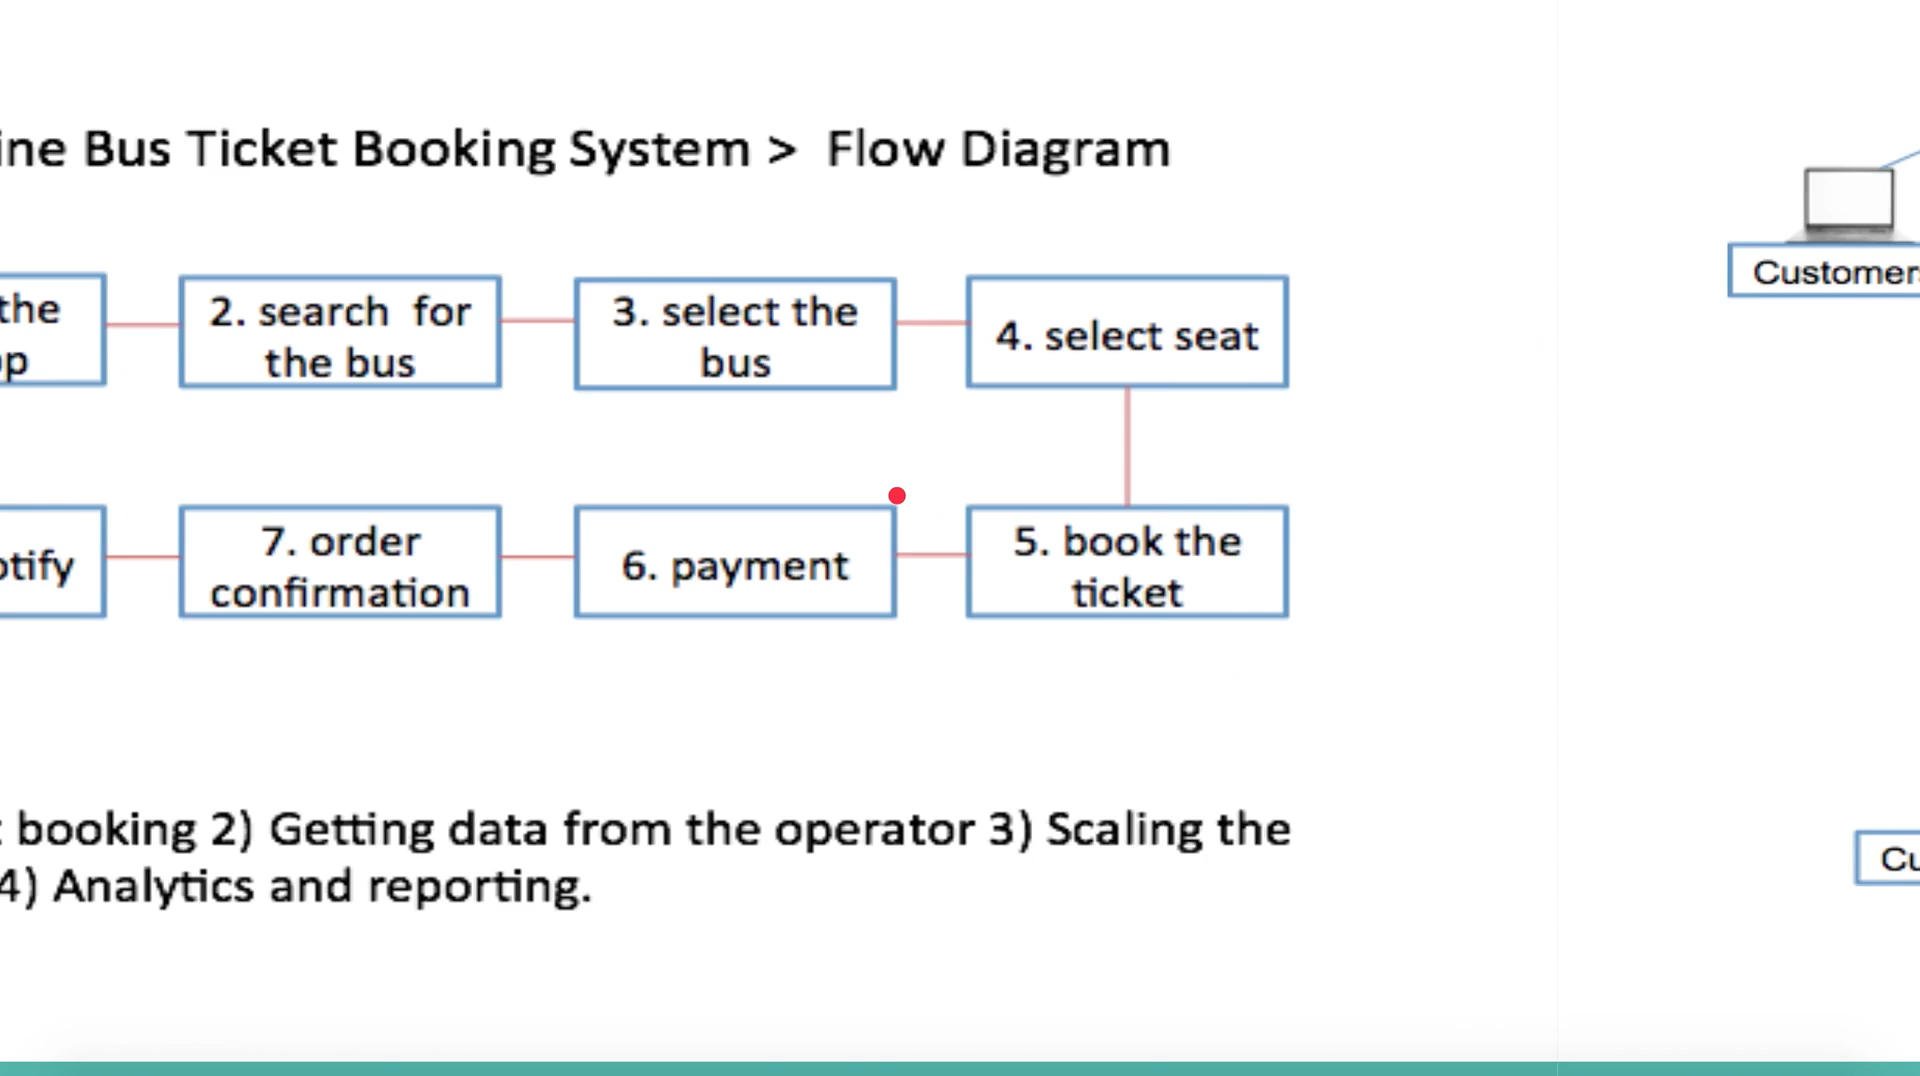 ine Bus Ticket Booking System > Flow Diagram
the
2. search for
the bus
3. select the
bus
4. select seat
Customers
otify
7. order
confirmation
6. payment
5. book the
ticket
booking 2) Getting data from the operator 3) Scaling the
4) Analytics and reporting.
Cu